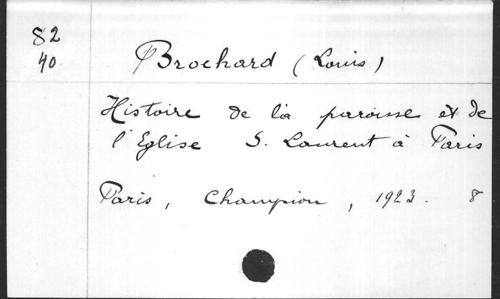 82
40
Brochard (Louis)
Histoire de la paroisse et de
l'Eglise S. Laurent à Paris
Paris, Champion, 1923. 8